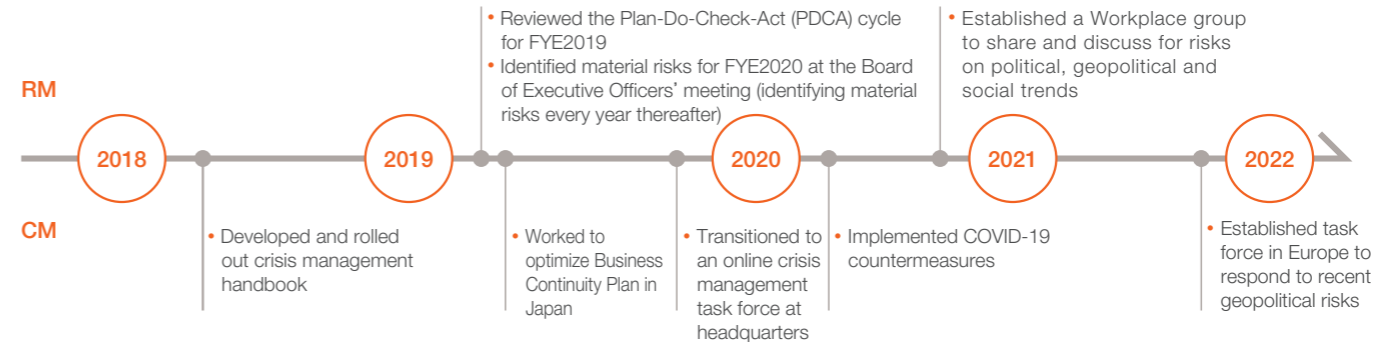 • Reviewed the Plan-Do-Check-Act (PDCA) cycle
for FYE2019
• Identified material risks for FYE2020 at the Board
of Executive Officers' meeting (identifying material
risks every year thereafter)
• Established a Workplace group
to share and discuss for risks
on political, geopolitical and
social trends
RM
2018
2019
2020
2021
2022
CM
• Developed and rolled
out crisis management
handbook
• Worked to
optimize Business
Continuity Plan in
Japan
• Transitioned to
an online crisis
management
task force at
headquarters
• Implemented COVID-19
countermeasures
• Established task
force in Europe to
respond to recent
geopolitical risks